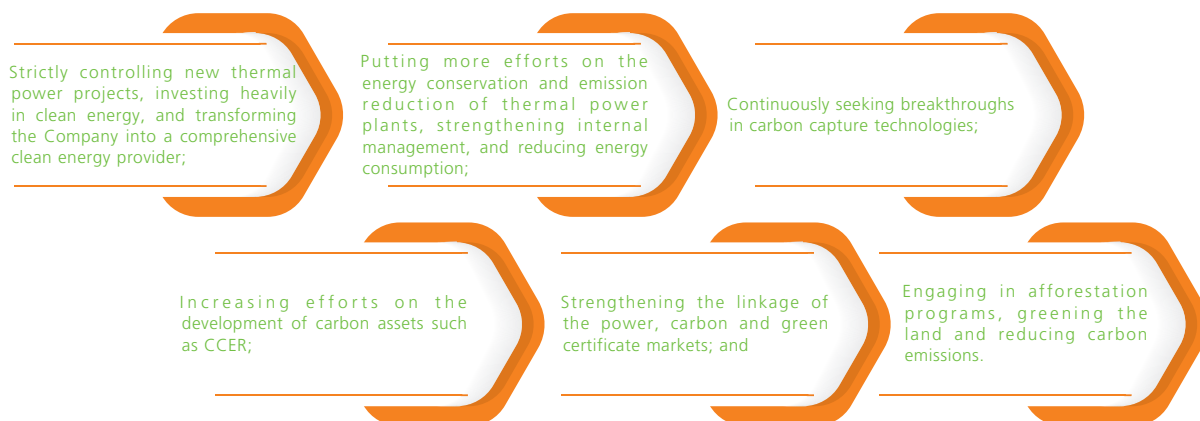 Strictly controlling new thermal
power projects, investing heavily
in clean energy, and transforming
the Company into a comprehensive
clean energy provider;
Putting more efforts on the
energy conservation and emission
reduction of thermal power
plants, strengthening internal
management, and reducing energy
consumption;
Continuously seeking breakthroughs
in carbon capture technologies;
Increasing efforts on the
development of carbon assets such
as CCER;
Strengthening the linkage of
the power, carbon and green
certificate markets; and
Engaging in afforestation
programs, greening the
land and reducing carbon
emissions.